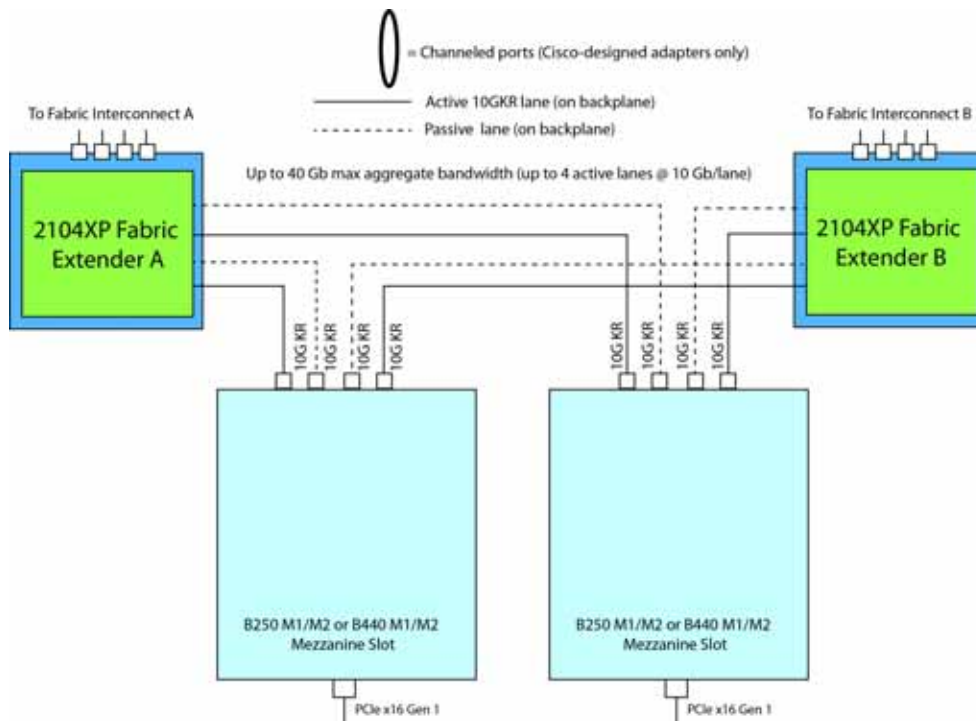 = Channeled ports (Cisco-designed adapters only)
Active 10GKR lane (on backplane)
Passive lane (on backplane)
To Fabric Interconnect A
To Fabric Interconnect B
Up to 40 Gb max aggregate bandwidth (up to 4 active lanes @ 10 Gb/lane)
2104XP Fabric
Extender A
2104XP Fabric
Extender B
10G KR
10G KR
10G KR
10G KR
10G KR
10G KR
10G KR
10G KR
B250 M1/M2 or B440 M1/M2
Mezzanine Slot
B250 M1/M2 or B440 M1/M2
Mezzanine Slot
PCIe x16 Gen 1
PCIe x16 Gen 1